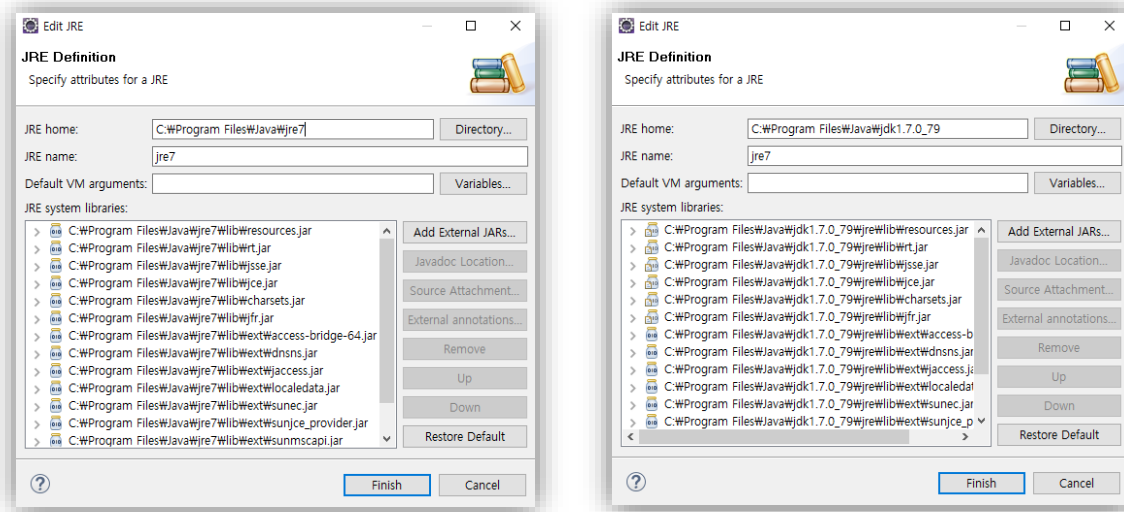 Edit JRE
JRE Definition
Specify attributes for a JRE
JRE home: C:₩Program Files₩Java₩jre7 Directory...
JRE name: jre7
Default VM arguments: Variables...
JRE system libraries:
C:₩Program Files₩Java₩jre7₩lib₩resources.jar
C:₩Program Files₩Java₩jre7₩lib₩rt.jar
C:₩Program Files₩Java₩jre7₩lib₩jsse.jar
C:₩Program Files₩Java₩jre7₩lib₩jce.jar
C:₩Program Files₩Java₩jre7₩lib₩charsets.jar
C:₩Program Files₩Java₩jre7₩lib₩jfr.jar
C:₩Program Files₩Java₩jre7₩lib₩ext₩access-bridge-64.jar
C:₩Program Files₩Java₩jre7₩lib₩ext₩dnsns.jar
C:₩Program Files₩Java₩jre7₩lib₩ext₩jaccess.jar
C:₩Program Files₩Java₩jre7₩lib₩ext₩localedata.jar
C:₩Program Files₩Java₩jre7₩lib₩ext₩sunec.jar
C:₩Program Files₩Java₩jre7₩lib₩ext₩sunjce_provider.jar
C:₩Program Files₩Java₩jre7₩lib₩ext₩sunmscapi.jar
Add External JARs...
Javadoc Location...
Source Attachment...
External annotations...
Remove
Up
Down
Restore Default
? Finish Cancel
Edit JRE
JRE Definition
Specify attributes for a JRE
JRE home: C:₩Program Files₩Java₩jdk1.7.0_79 Directory...
JRE name: jre7
Default VM arguments: Variables...
JRE system libraries:
C:₩Program Files₩Java₩jdk1.7.0_79₩jre₩lib₩resources.jar
C:₩Program Files₩Java₩jdk1.7.0_79₩jre₩lib₩rt.jar
C:₩Program Files₩Java₩jdk1.7.0_79₩jre₩lib₩jsse.jar
C:₩Program Files₩Java₩jdk1.7.0_79₩jre₩lib₩jce.jar
C:₩Program Files₩Java₩jdk1.7.0_79₩jre₩lib₩charsets.jar
C:₩Program Files₩Java₩jdk1.7.0_79₩jre₩lib₩jfr.jar
C:₩Program Files₩Java₩jdk1.7.0_79₩jre₩lib₩ext₩access-b
C:₩Program Files₩Java₩jdk1.7.0_79₩jre₩lib₩ext₩dnsns.jar
C:₩Program Files₩Java₩jdk1.7.0_79₩jre₩lib₩ext₩jaccess.ja
C:₩Program Files₩Java₩jdk1.7.0_79₩jre₩lib₩ext₩localedat
C:₩Program Files₩Java₩jdk1.7.0_79₩jre₩lib₩ext₩sunec.jar
C:₩Program Files₩Java₩jdk1.7.0_79₩jre₩lib₩ext₩sunjce_p
Add External JARs...
Javadoc Location...
Source Attachment...
External annotations...
Remove
Up
Down
Restore Default
? Finish Cancel